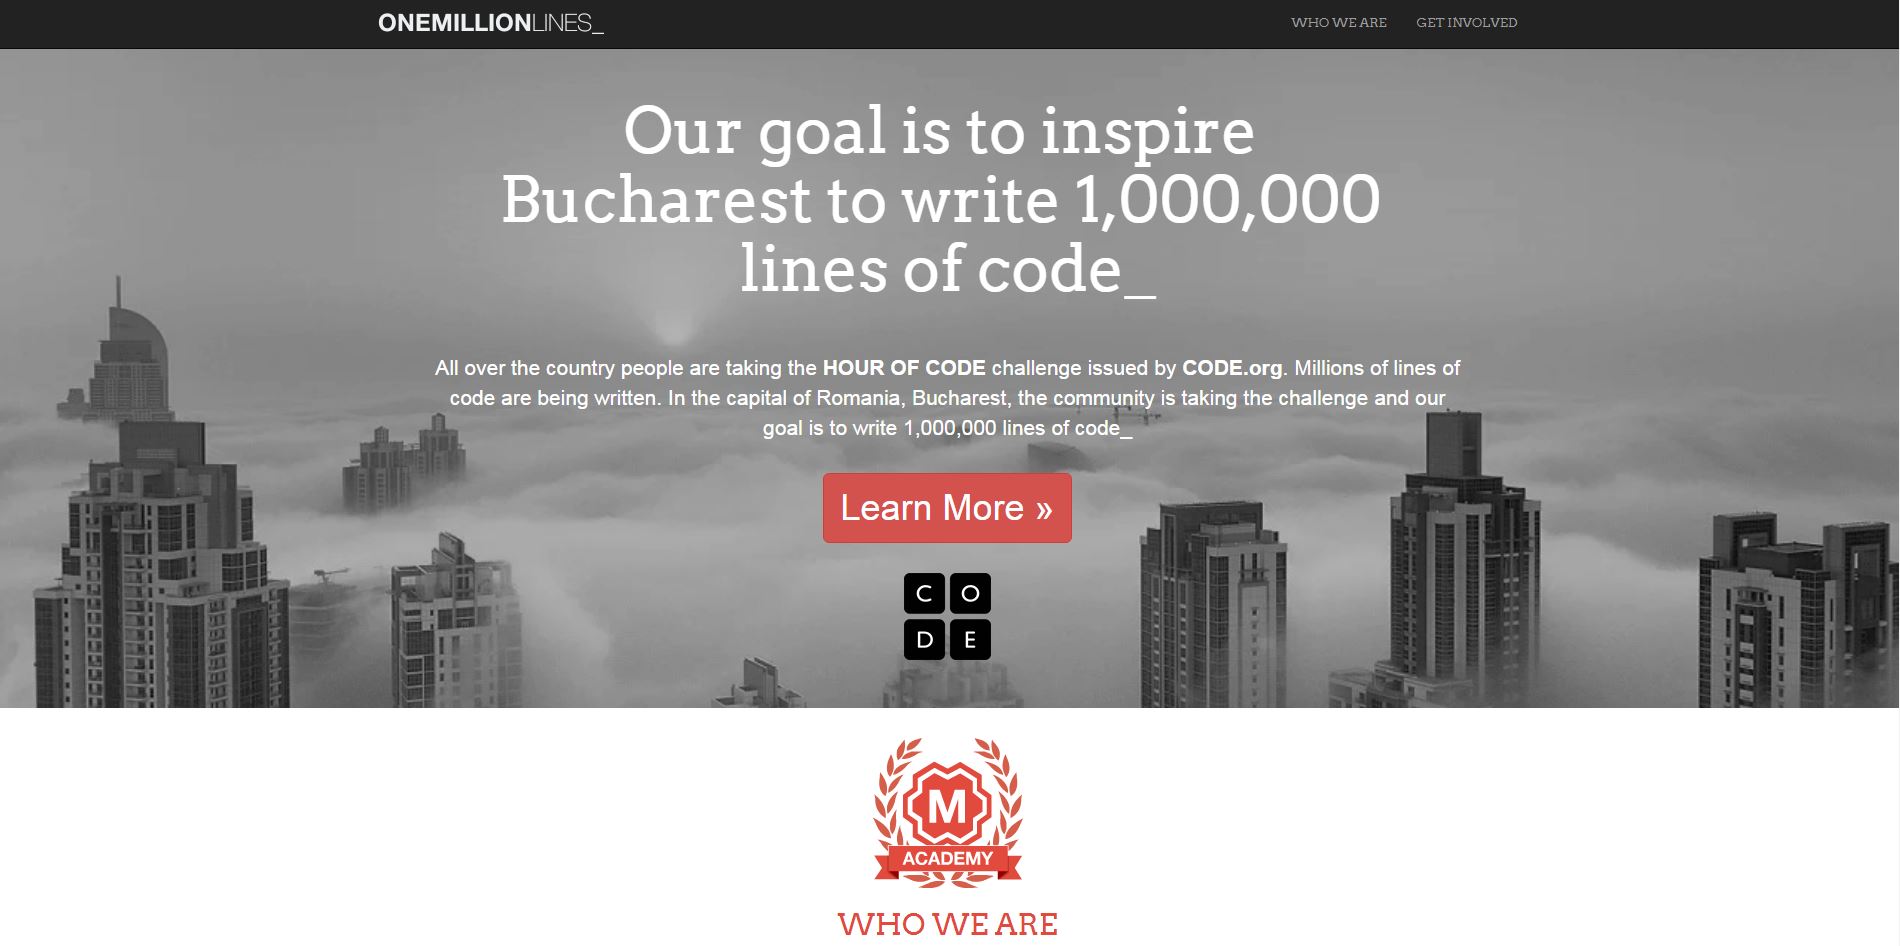 ONEMILLIONLINES_
WHO WE ARE
GET INVOLVED
Our goal is to inspire
Bucharest to write 1,000,000
lines of code_
All over the country people are taking the HOUR OF CODE challenge issued by CODE.org. Millions of lines of
code are being written. In the capital of Romania, Bucharest, the community is taking the challenge and our
goal is to write 1,000,000 lines of code_
Learn More »
C O
D E
M
ACADEMY
WHO WE ARE